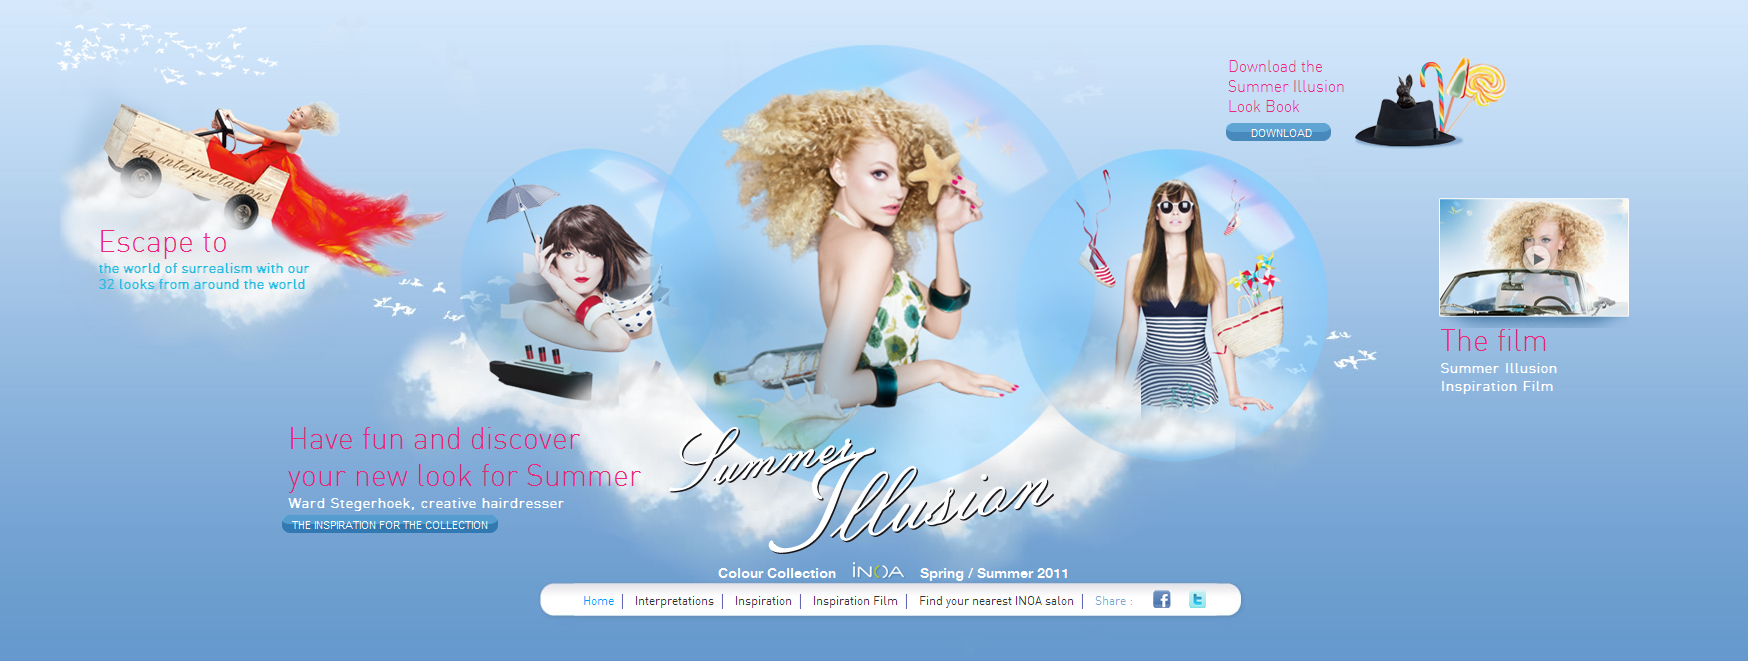 les interprétations
Escape to
the world of surrealism with our
32 looks from around the world
Download the
Summer Illusion
Look Book
DOWNLOAD
The film
Summer Illusion
Inspiration Film
Have fun and discover
your new look for Summer
Ward Stegerhoek, creative hairdresser
THE INSPIRATION FOR THE COLLECTION
Summer
Illusion
Colour Collection INOA Spring / Summer 2011
Home | Interpretations | Inspiration | Inspiration Film | Find your nearest INOA salon | Share :